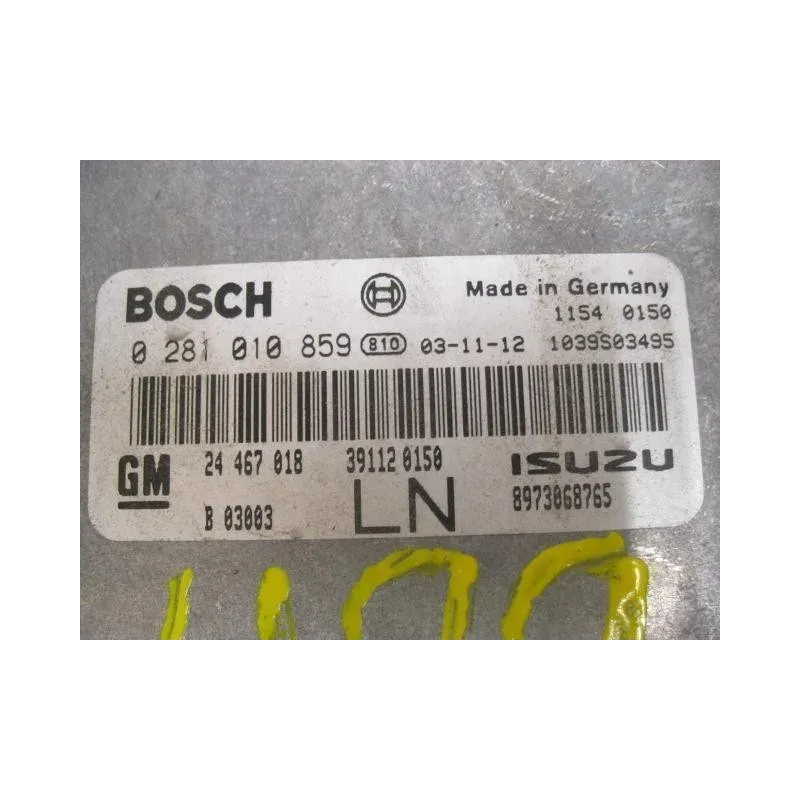 BOSCH Made in Germany
1154 0150
0 281 010 859 810 03-11-12 1039S03495
GM 24 467 018 39112 0150 ISUZU
B 03003 LN 8973068765